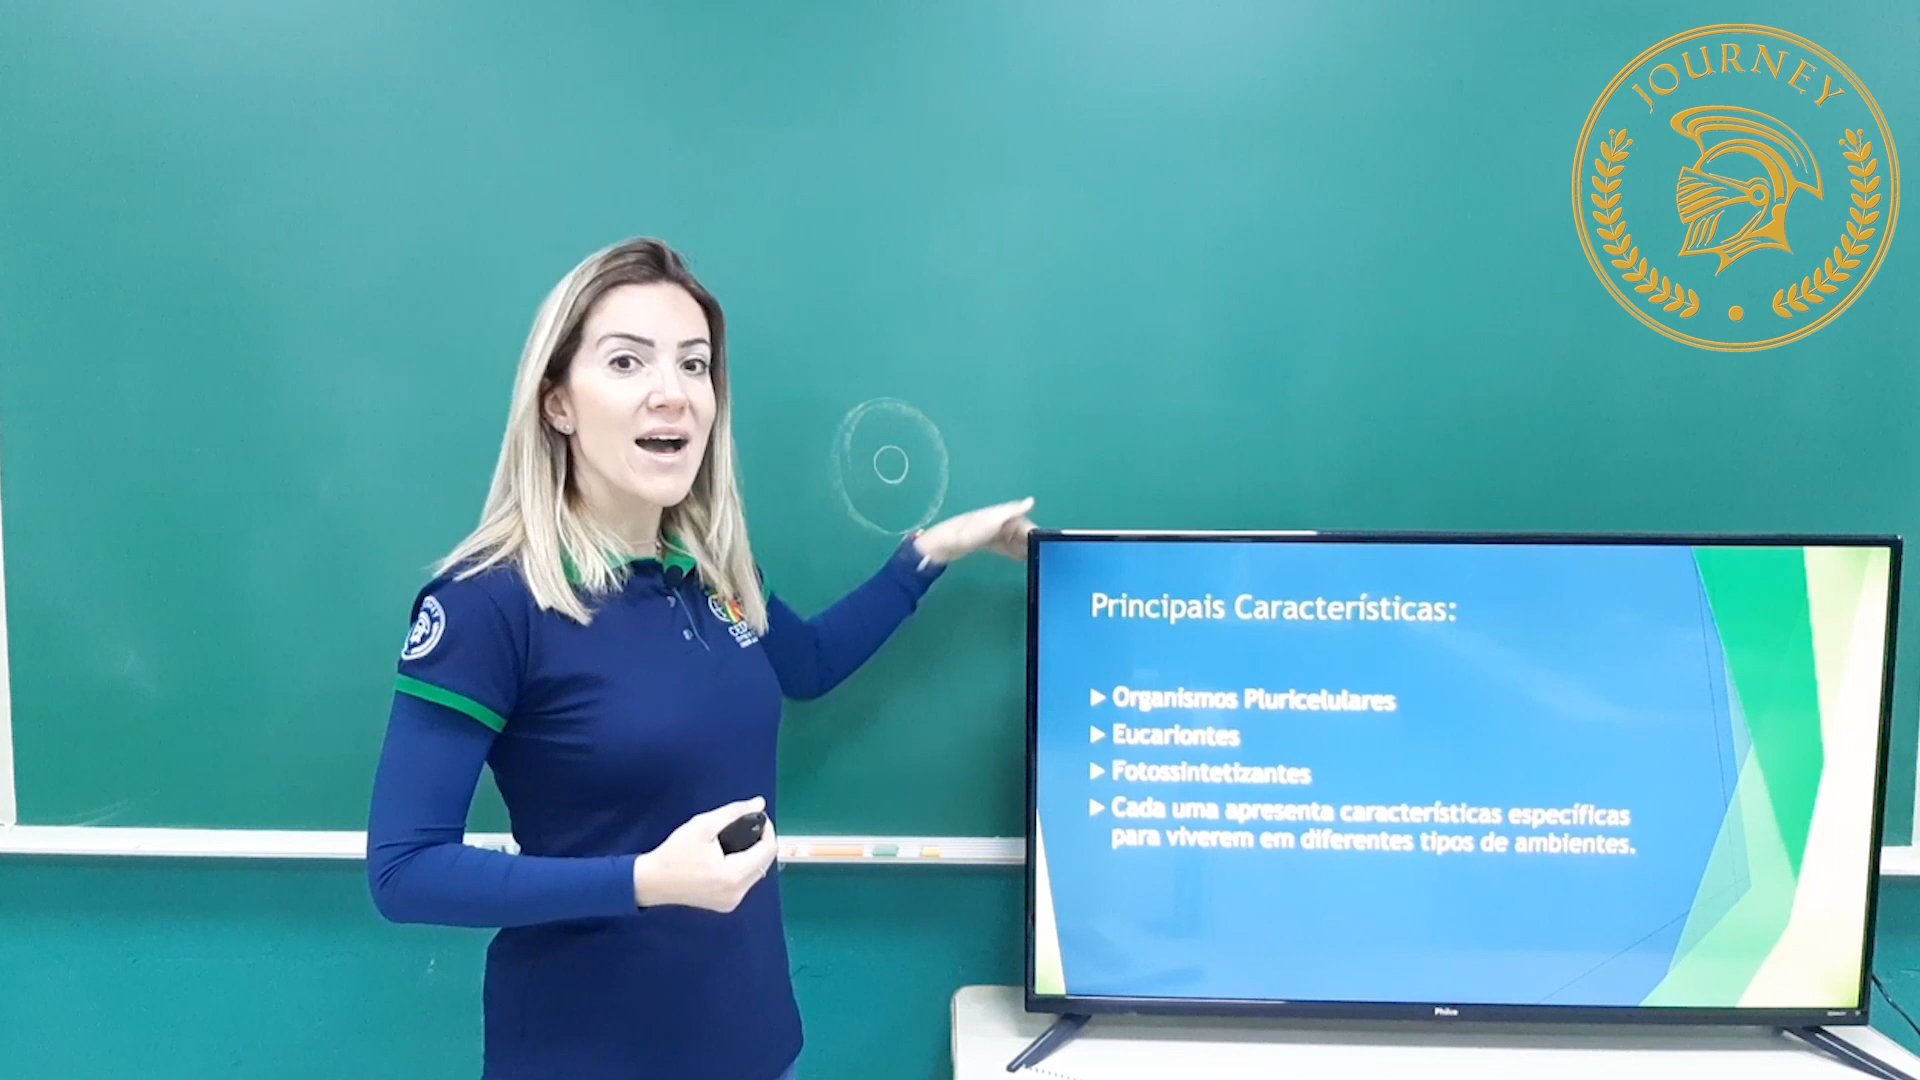 JOURNEY
Principais Características:
Organismos Pluricelulares
Eucariontes
Fotossintetizantes
Cada uma apresenta características específicas
para viverem em diferentes tipos de ambientes.
Philco